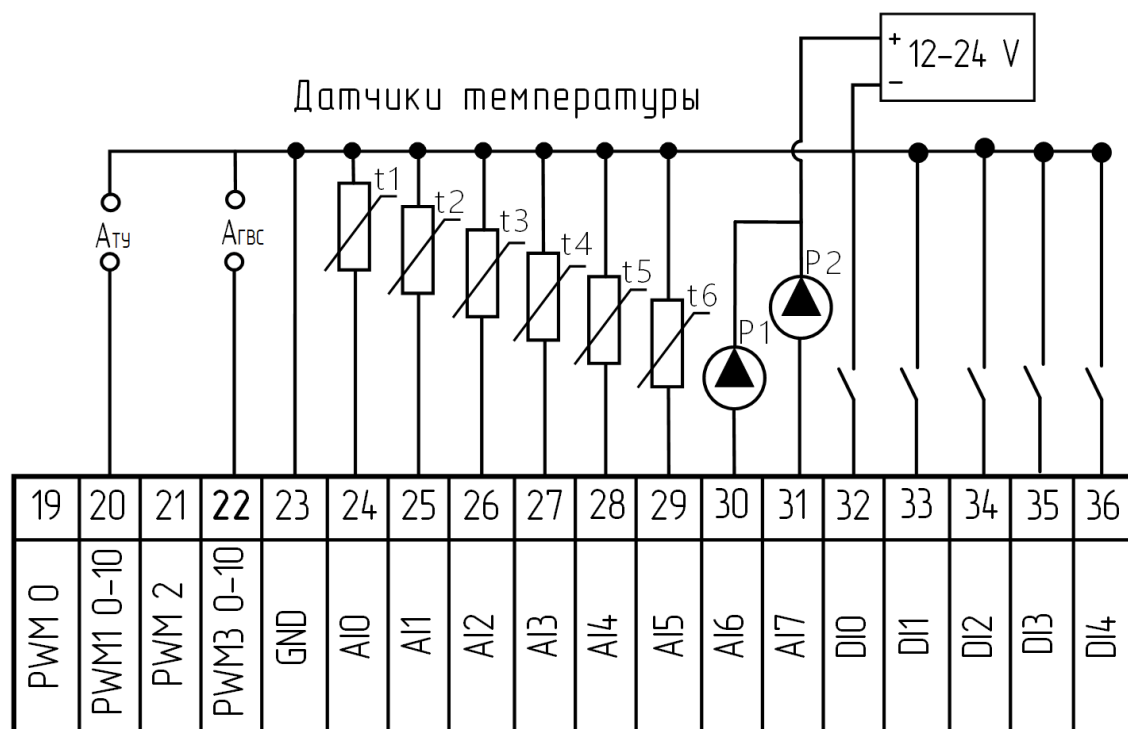 + 12-24 V
-
Датчики температуры
Aту
Aгвс
t1
t2
t3
t4
t5
t6
P1
P2
19 20 21 22 23 24 25 26 27 28 29 30 31 32 33 34 35 36
PWM 0
PWM1 0-10
PWM 2
PWM3 0-10
GND
AI0
AI1
AI2
AI3
AI4
AI5
AI6
AI7
DI0
DI1
DI2
DI3
DI4